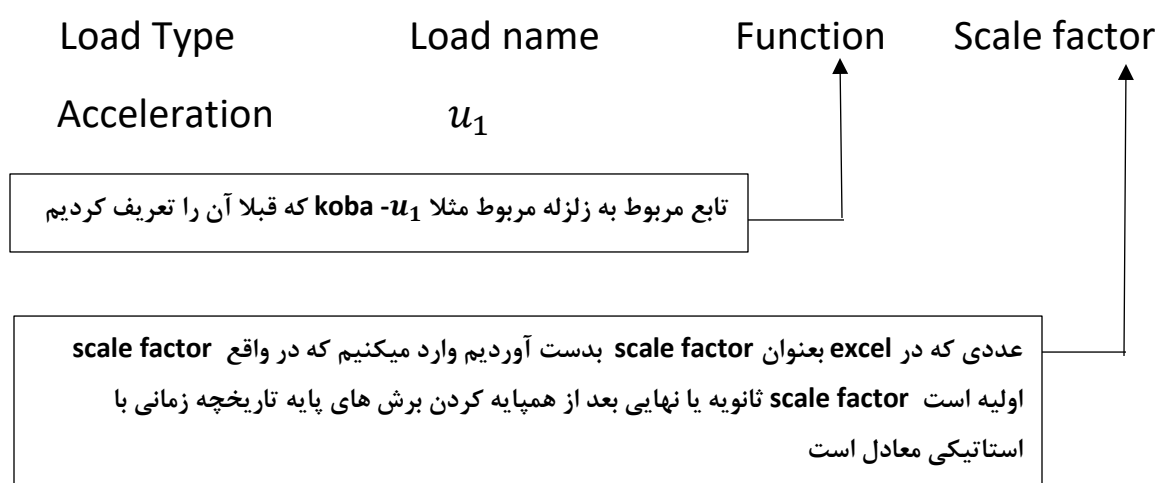 Load Type Load name Function Scale factor
Acceleration u₁
تابع مربوط به زلزله مربوط مثلا koba -u₁ که قبلا آن را تعریف کردیم
عددی که در excel بعنوان scale factor بدست آوردیم وارد میکنیم که در واقع scale factor
اولیه است scale factor ثانویه یا نهایی بعد از همپایه کردن برش های پایه تاریخچه زمانی با
استاتیکی معادل است